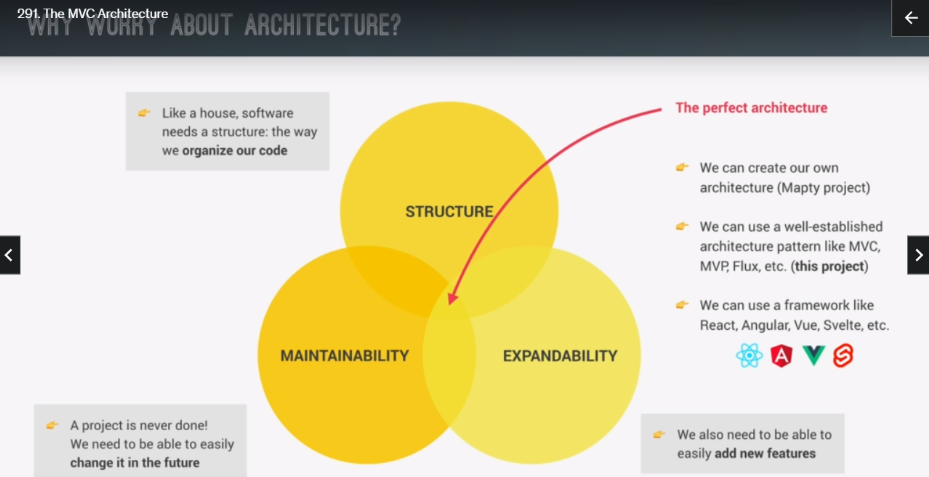 291. The MVC Architecture
WHY WORRY ABOUT ARCHITECTURE?
Like a house, software
needs a structure: the way
we organize our code
STRUCTURE
MAINTAINABILITY
EXPANDABILITY
The perfect architecture
We can create our own
architecture (Mapty project)
We can use a well-established
architecture pattern like MVC,
MVP, Flux, etc. (this project)
We can use a framework like
React, Angular, Vue, Svelte, etc.
A
A project is never done!
We need to be able to easily
change it in the future
We also need to be able to
easily add new features